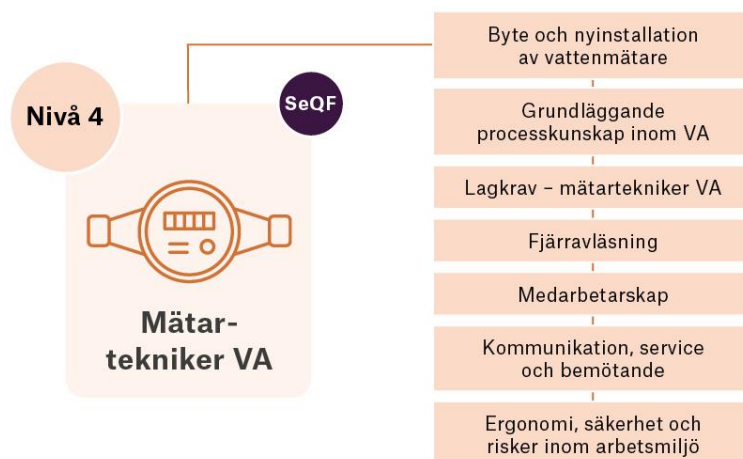 Nivå 4
SeQF
Mätar-
tekniker VA
Byte och nyinstallation
av vattenmätare
Grundläggande
processkunskap inom VA
Lagkrav – mätartekniker VA
Fjärravläsning
Medarbetarskap
Kommunikation, service
och bemötande
Ergonomi, säkerhet och
risker inom arbetsmiljö